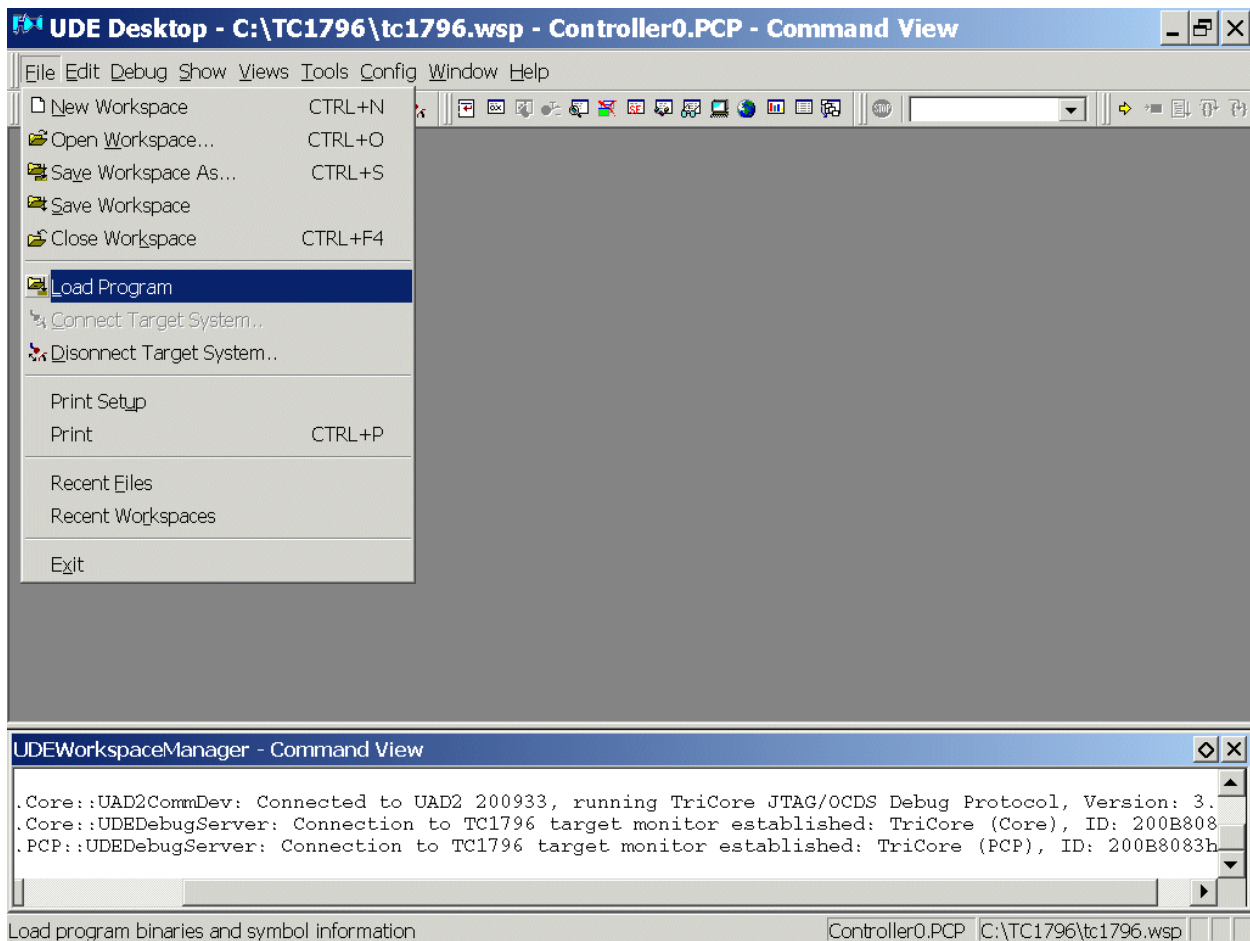 UDE Desktop - C:\TC1796\tc1796.wsp - Controller0.PCP - Command View
File Edit Debug Show Views Tools Config Window Help
New Workspace CTRL+N
Open Workspace... CTRL+O
Save Workspace As... CTRL+S
Save Workspace
Close Workspace CTRL+F4
Load Program
Connect Target System..
Disonnect Target System..
Print Setup
Print CTRL+P
Recent Files
Recent Workspaces
Exit
STOP
UDEWorkspaceManager - Command View
.Core::UAD2CommDev: Connected to UAD2 200933, running TriCore JTAG/OCDS Debug Protocol, Version: 3.
.Core::UDEDebugServer: Connection to TC1796 target monitor established: TriCore (Core), ID: 200B808
.PCP::UDEDebugServer: Connection to TC1796 target monitor established: TriCore (PCP), ID: 200B8083h
Load program binaries and symbol information Controller0.PCP C:\TC1796\tc1796.wsp